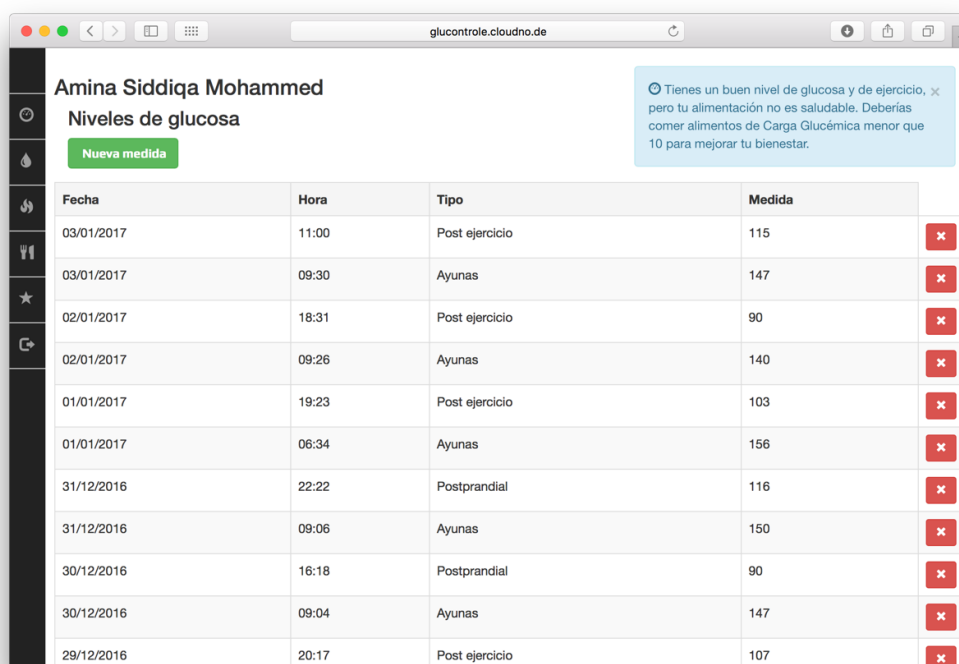 glucontrole.cloudno.de
Amina Siddiqa Mohammed
Niveles de glucosa
Nueva medida
Tienes un buen nivel de glucosa y de ejercicio,
pero tu alimentación no es saludable. Deberías
comer alimentos de Carga Glucémica menor que
10 para mejorar tu bienestar.
Fecha Hora Tipo Medida
03/01/2017 11:00 Post ejercicio 115
03/01/2017 09:30 Ayunas 147
02/01/2017 18:31 Post ejercicio 90
02/01/2017 09:26 Ayunas 140
01/01/2017 19:23 Post ejercicio 103
01/01/2017 06:34 Ayunas 156
31/12/2016 22:22 Postprandial 116
31/12/2016 09:06 Ayunas 150
30/12/2016 16:18 Postprandial 90
30/12/2016 09:04 Ayunas 147
29/12/2016 20:17 Post ejercicio 107